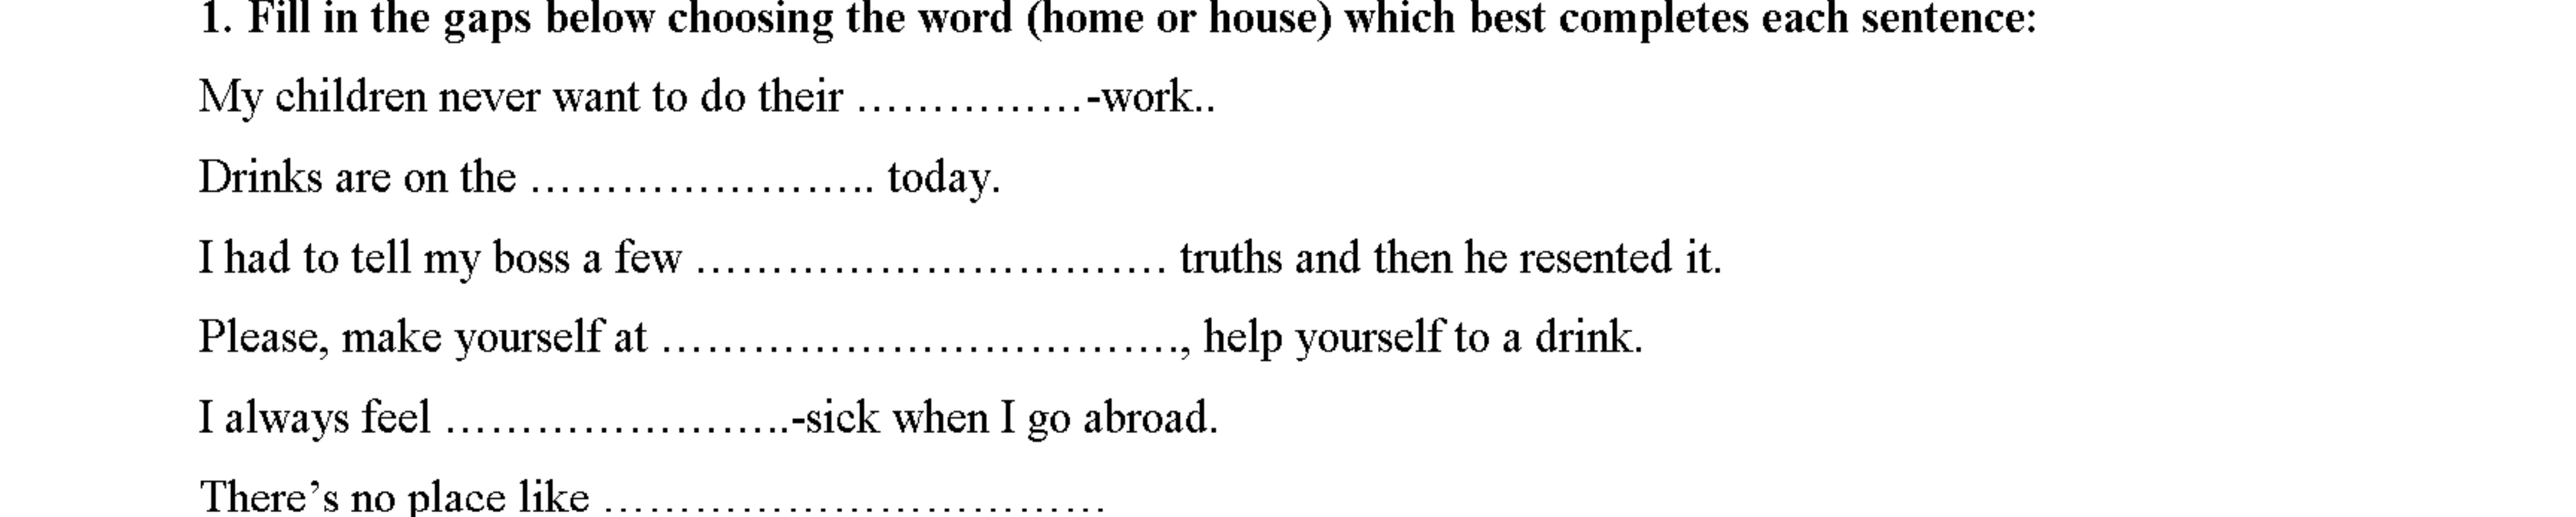 1. Fill in the gaps below choosing the word (home or house) which best completes each sentence:
My children never want to do their ……………-work..
Drinks are on the ………………….. today.
I had to tell my boss a few …………………………. truths and then he resented it.
Please, make yourself at ……………………………., help yourself to a drink.
I always feel …………………..-sick when I go abroad.
There’s no place like ……………………………